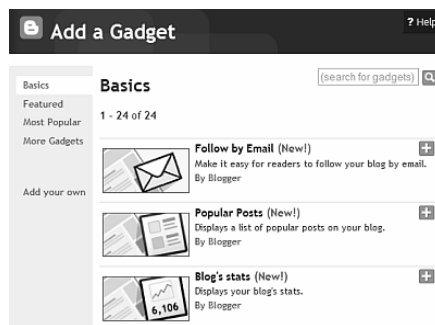 Add a Gadget
? Help
Basics
Featured
Most Popular
More Gadgets
Add your own
Basics
(search for gadgets)
1 - 24 of 24
Follow by Email (New!)
Make it easy for readers to follow your blog by email.
By Blogger
Popular Posts (New!)
Displays a list of popular posts on your blog.
By Blogger
Blog's stats (New!)
Displays your blog's stats.
By Blogger
6,106